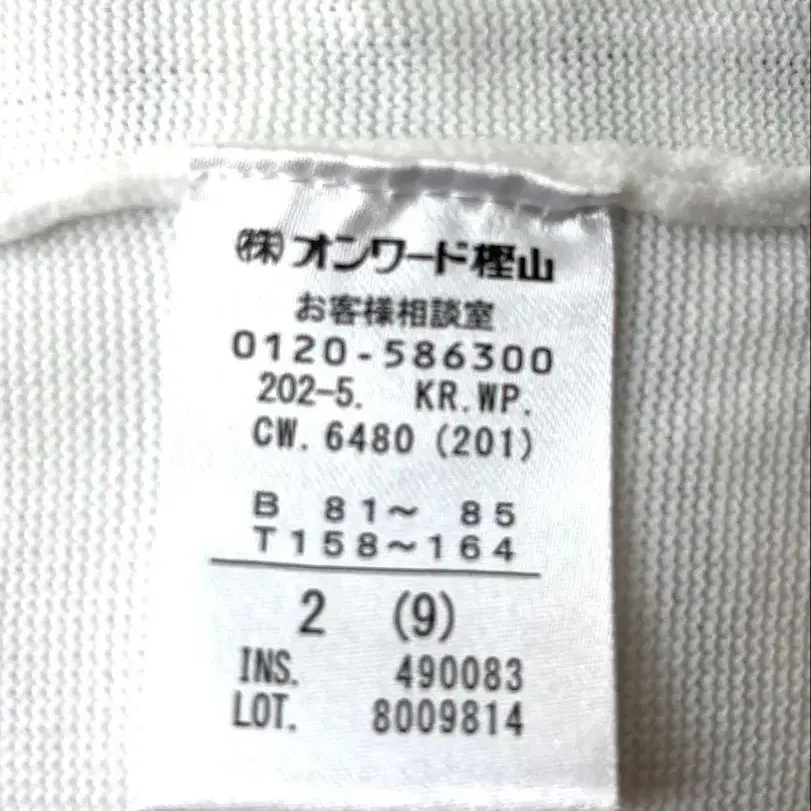 ㈱オンワード樫山
お客様相談室
0120-586300
202-5. KR.WP.
CW.6480(201)
B 81〜 85
T158〜164
2 (9)
INS. 490083
LOT. 8009814